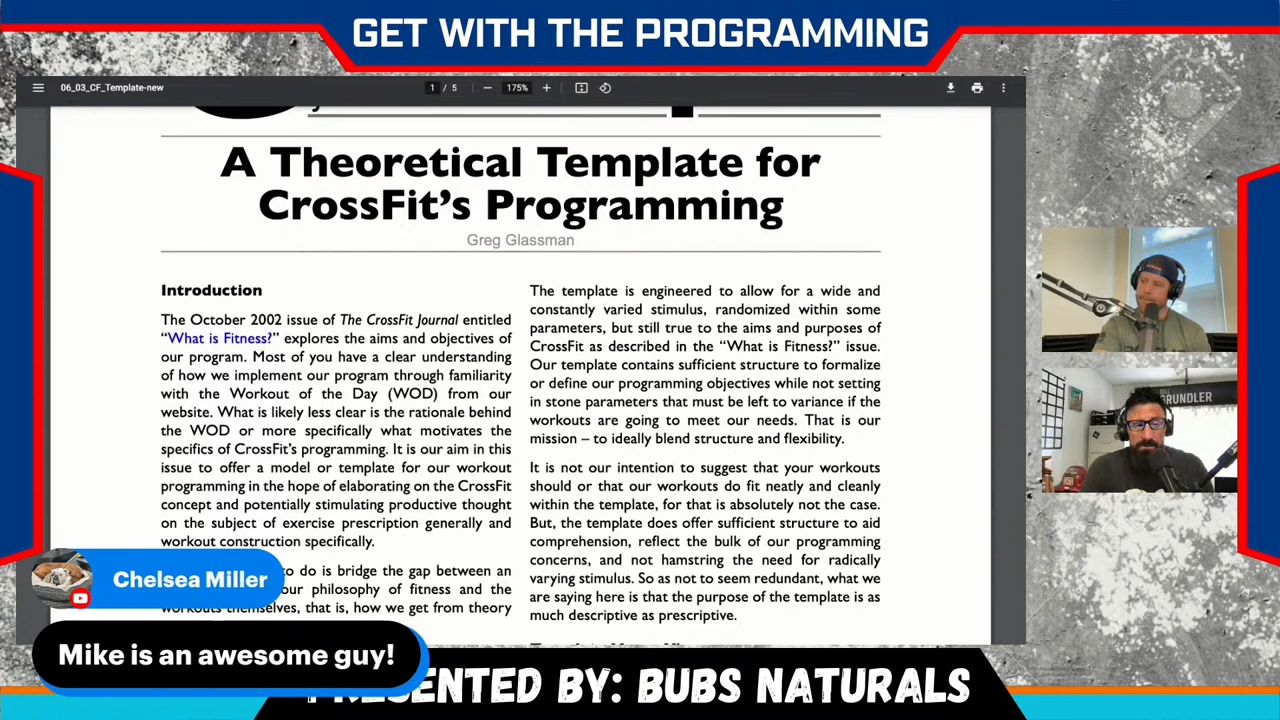 GET WITH THE PROGRAMMING
06_03_CF_Template-new
1 / 5
175%
A Theoretical Template for
CrossFit’s Programming
Greg Glassman
Introduction
The October 2002 issue of The CrossFit Journal entitled
“What is Fitness?” explores the aims and objectives of
our program. Most of you have a clear understanding
of how we implement our program through familiarity
with the Workout of the Day (WOD) from our
website. What is likely less clear is the rationale behind
the WOD or more specifically what motivates the
specifics of CrossFit’s programming. It is our aim in this
issue to offer a model or template for our workout
programming in the hope of elaborating on the CrossFit
concept and potentially stimulating productive thought
on the subject of exercise prescription generally and
workout construction specifically.
to do is bridge the gap between an
our philosophy of fitness and the
workouts themselves, that is, how we get from theory
The template is engineered to allow for a wide and
constantly varied stimulus, randomized within some
parameters, but still true to the aims and purposes of
CrossFit as described in the “What is Fitness?” issue.
Our template contains sufficient structure to formalize
or define our programming objectives while not setting
in stone parameters that must be left to variance if the
workouts are going to meet our needs. That is our
mission – to ideally blend structure and flexibility.
It is not our intention to suggest that your workouts
should or that our workouts do fit neatly and cleanly
within the template, for that is absolutely not the case.
But, the template does offer sufficient structure to aid
comprehension, reflect the bulk of our programming
concerns, and not hamstring the need for radically
varying stimulus. So as not to seem redundant, what we
are saying here is that the purpose of the template is as
much descriptive as prescriptive.
GRUNDLER
Chelsea Miller
Mike is an awesome guy!
PRESENTED BY: BUBS NATURALS